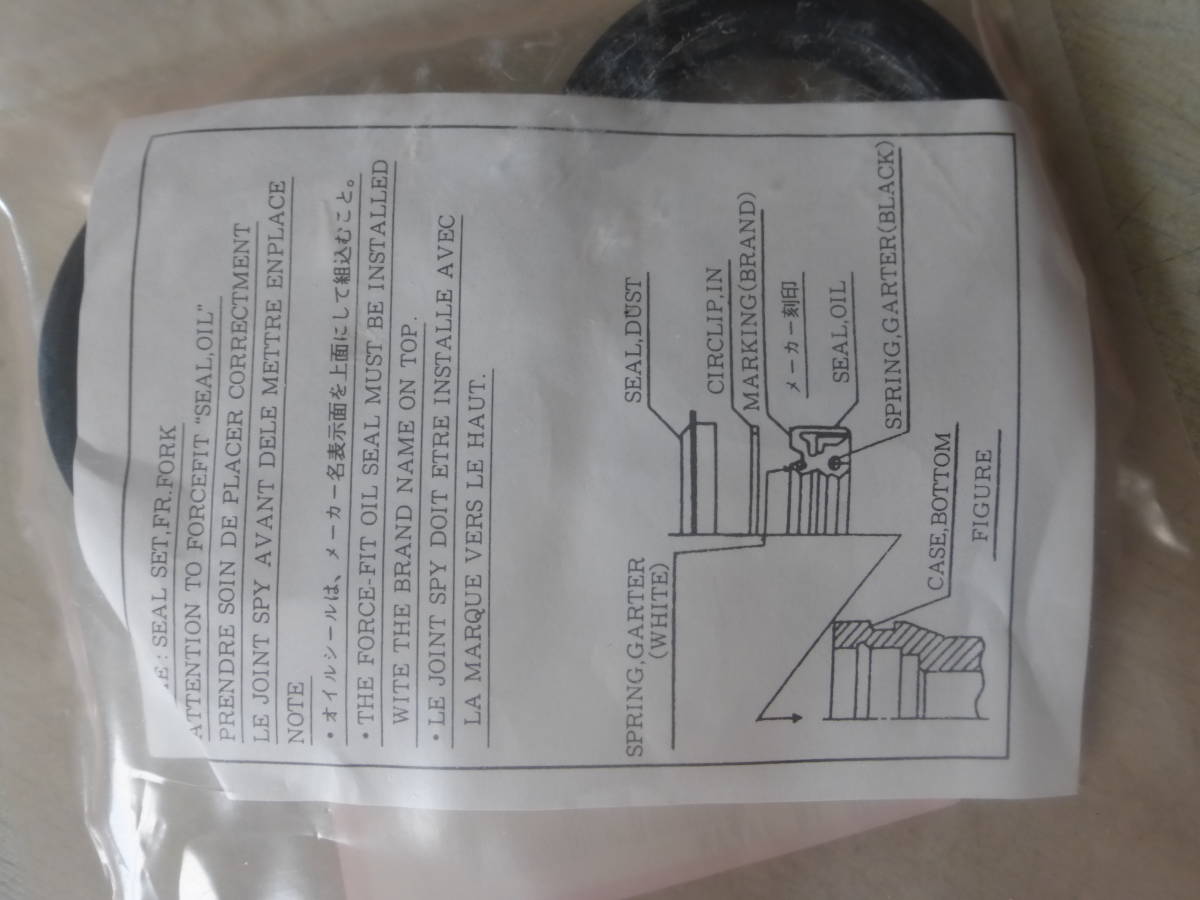 : SEAL SET,FR.FORK
ATTENTION TO FORCEFIT "SEAL,OIL"
PRENDRE SOIN DE PLACER CORRECTMENT
LE JOINT SPY AVANT DELE METTRE ENPLACE
NOTE
・オイルシールは、メーカー名表示面を上面にして組込むこと。
・THE FORCE-FIT OIL SEAL MUST BE INSTALLED
WITE THE BRAND NAME ON TOP.
・LE JOINT SPY DOIT ETRE INSTALLE AVEC
LA MARQUE VERS LE HAUT.
SEAL,DUST
CIRCLIP,IN
MARKING(BRAND)
メーカー刻印
SEAL,OIL
SPRING,GARTER(BLACK)
SPRING,GARTER
(WHITE)
CASE,BOTTOM
FIGURE